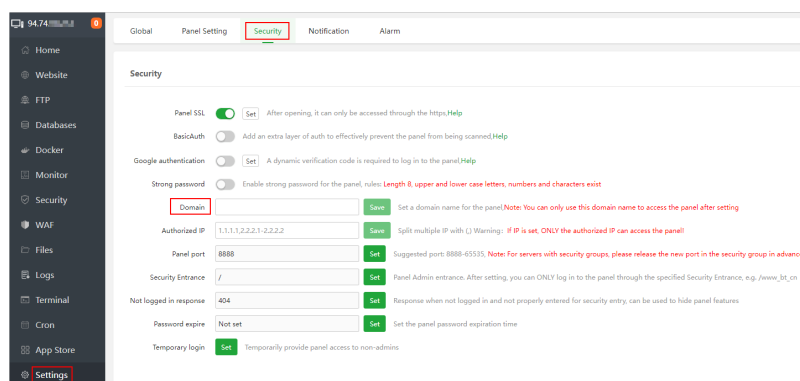 94.74.
0
Home
Website
FTP
Databases
Docker
Monitor
Security
WAF
Files
Logs
Terminal
Cron
App Store
Settings
Global Panel Setting Security Notification Alarm
Security
Panel SSL Set After opening, it can only be accessed through the https,Help
BasicAuth Add an extra layer of auth to effectively prevent the panel from being scanned,Help
Google authentication Set A dynamic verification code is required to log in to the panel,Help
Strong password Enable strong password for the panel, rules: Length 8, upper and lower case letters, numbers and characters exist
Domain Save Set a domain name for the panel,Note: You can only use this domain name to access the panel after setting
Authorized IP 1.1.1.1,2.2.2.1-2.2.2.2 Save Split multiple IP with (,) Warning: If IP is set, ONLY the authorized IP can access the panel!
Panel port 8888 Set Suggested port: 8888-65535, Note: For servers with security groups, please release the new port in the security group in advanc
Security Entrance / Set Panel Admin entrance. After setting, you can ONLY log in to the panel through the specified Security Entrance, e.g. /www_bt_cn
Not logged in response 404 Set Response when not logged in and not properly entered for security entry, can be used to hide panel features
Password expire Not set Set Set the panel password expiration time
Temporary login Set Temporarily provide panel access to non-admins